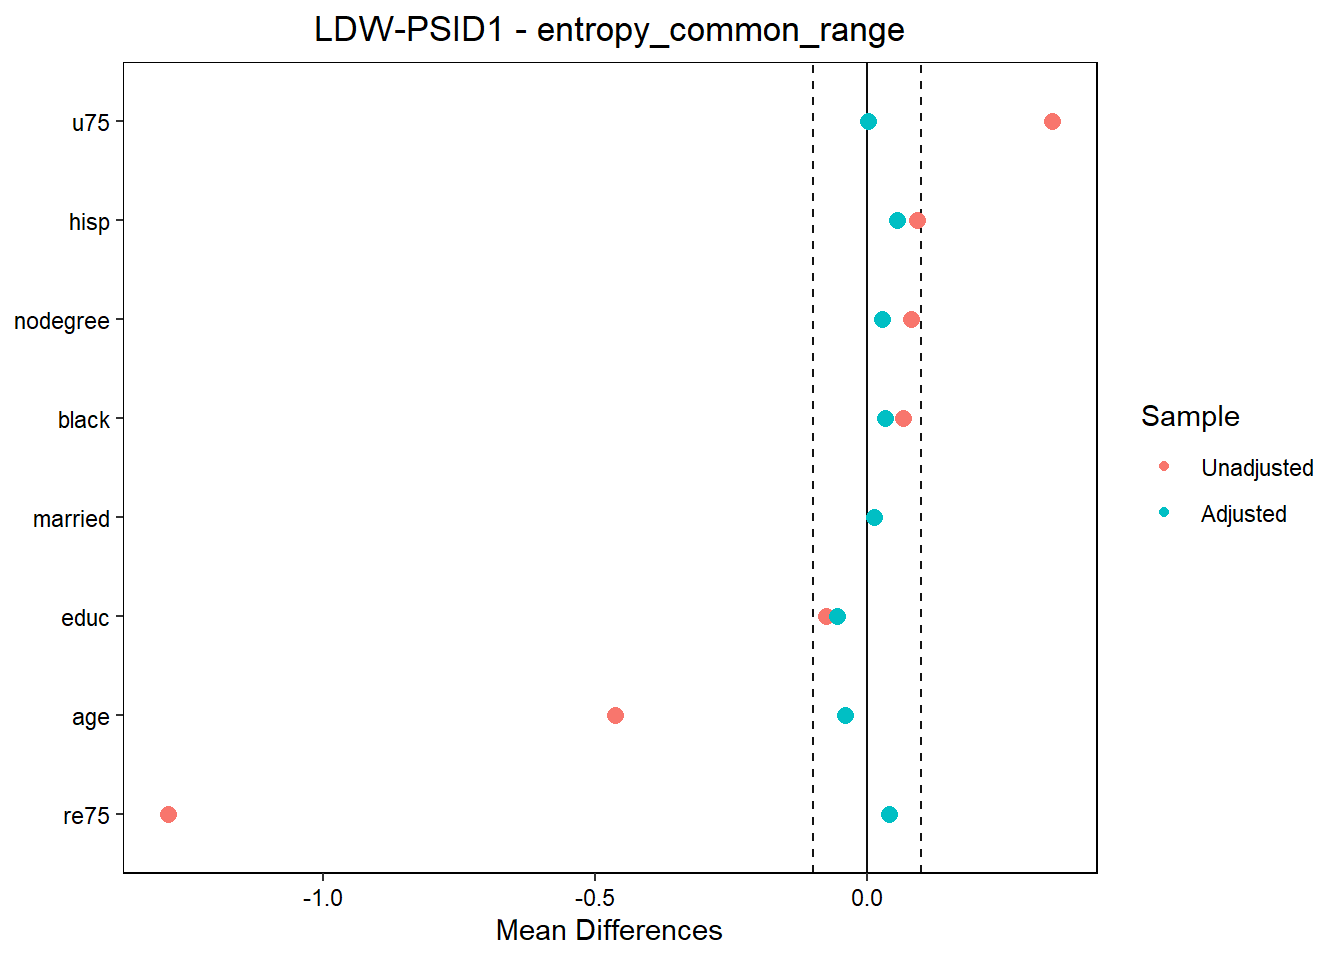 LDW-PSID1 - entropy_common_range
u75
hisp
nodegree
black
married
educ
age
re75
-1.0
-0.5
0.0
Mean Differences
Sample
Unadjusted
Adjusted